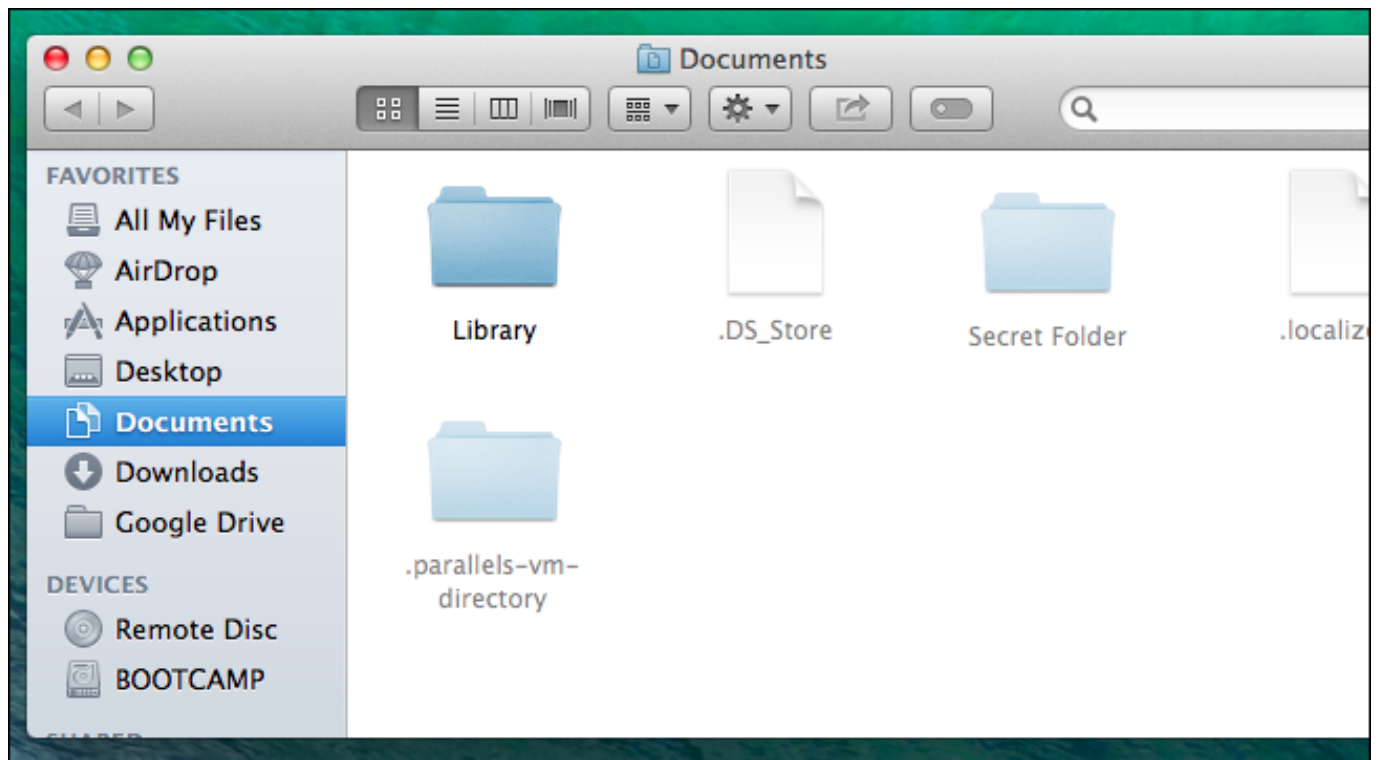 Documents
FAVORITES
All My Files
AirDrop
Applications
Desktop
Documents
Downloads
Google Drive
DEVICES
Remote Disc
BOOTCAMP
Library
.DS_Store
Secret Folder
.parallels-vm-
directory